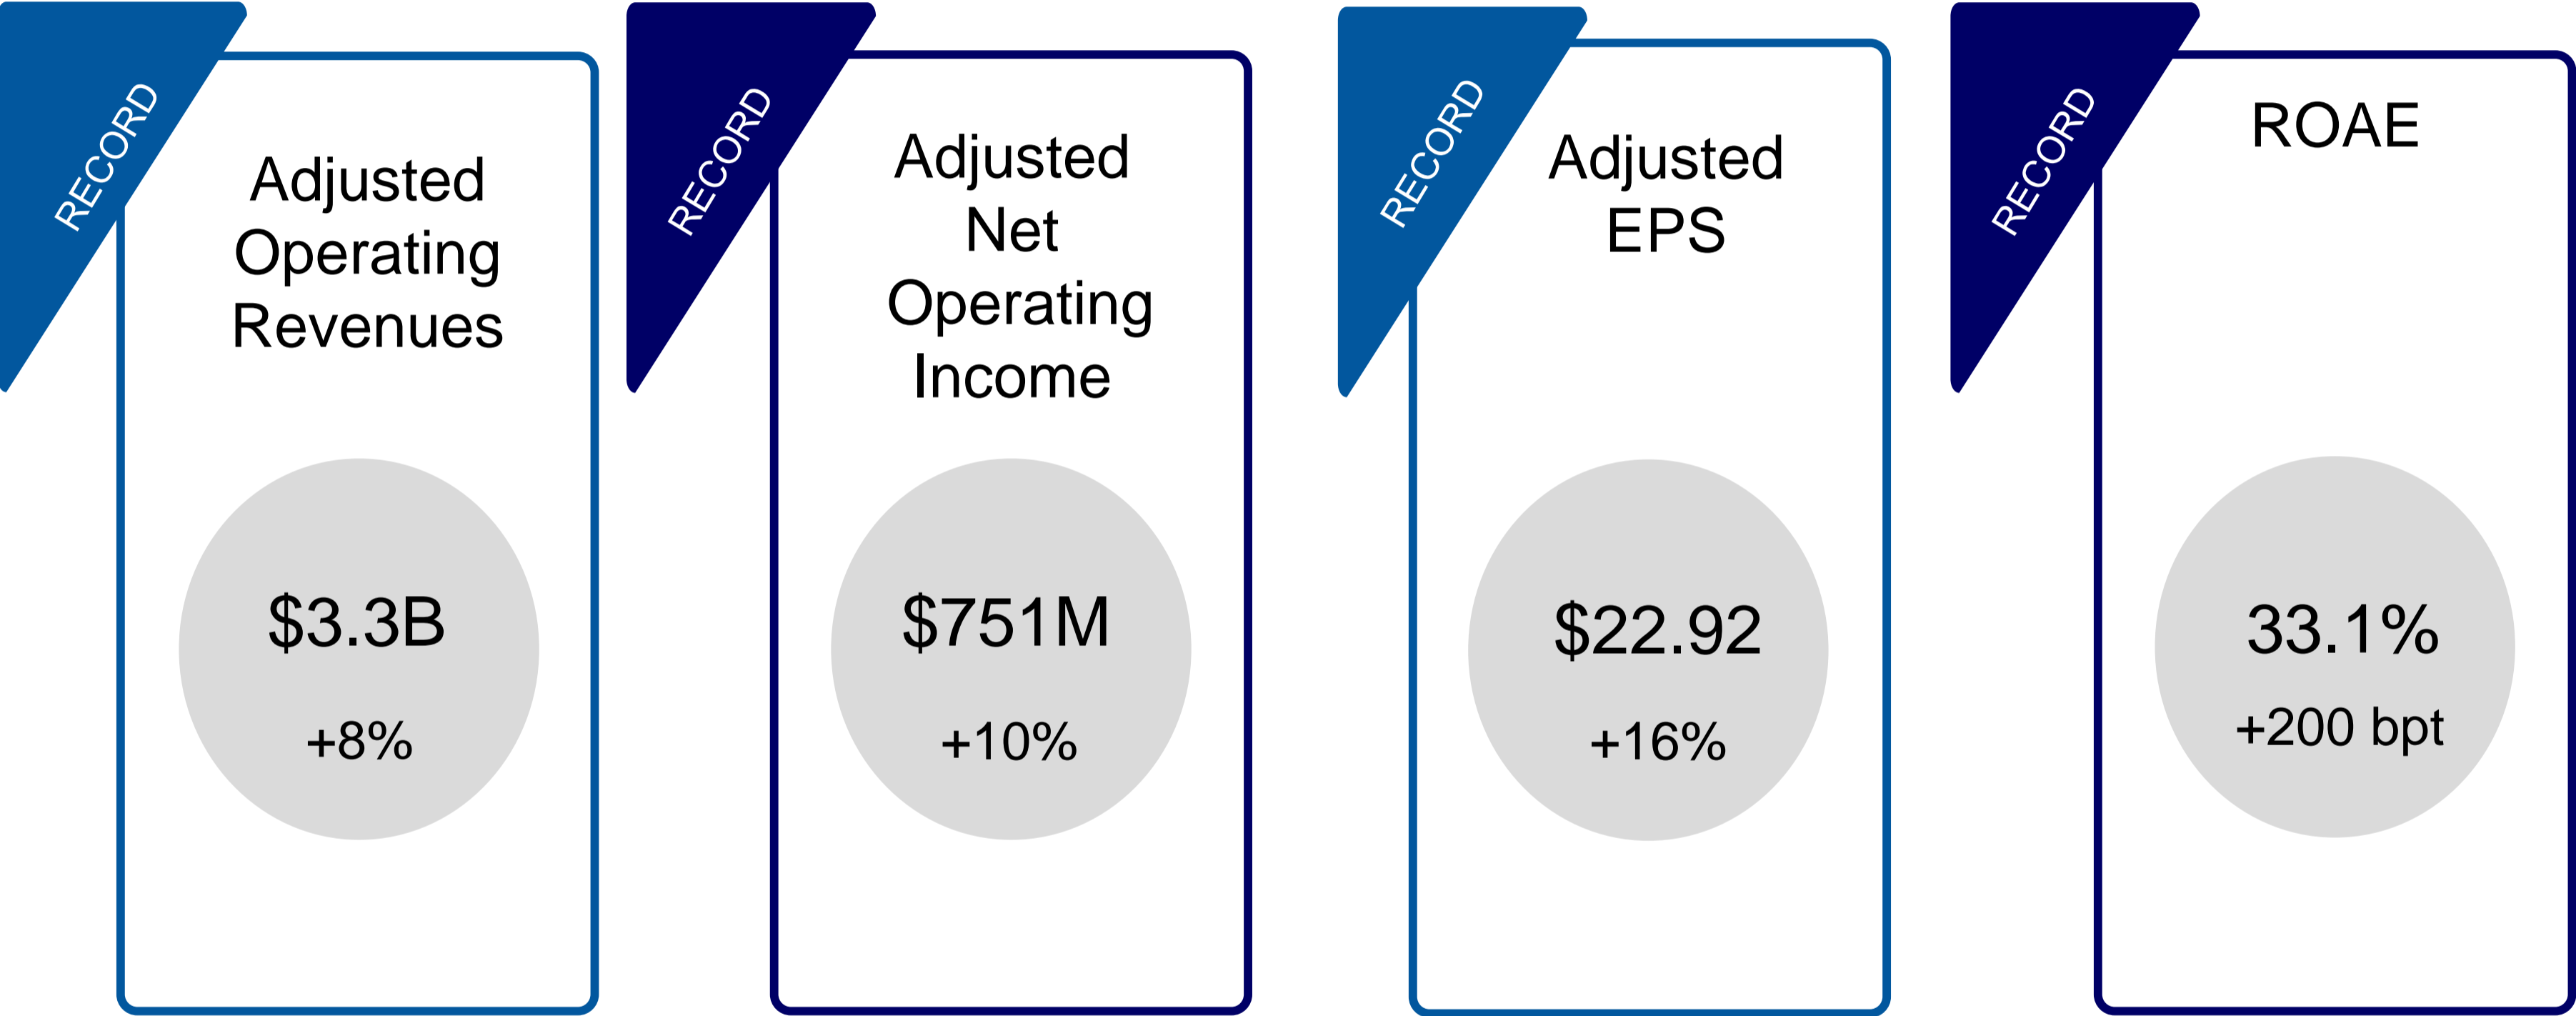 RECORD
Adjusted
Operating
Revenues
$3.3B
+8%
RECORD
Adjusted
Net
Operating
Income
$751M
+10%
RECORD
Adjusted
EPS
$22.92
+16%
RECORD
ROAE
33.1%
+200 bpt